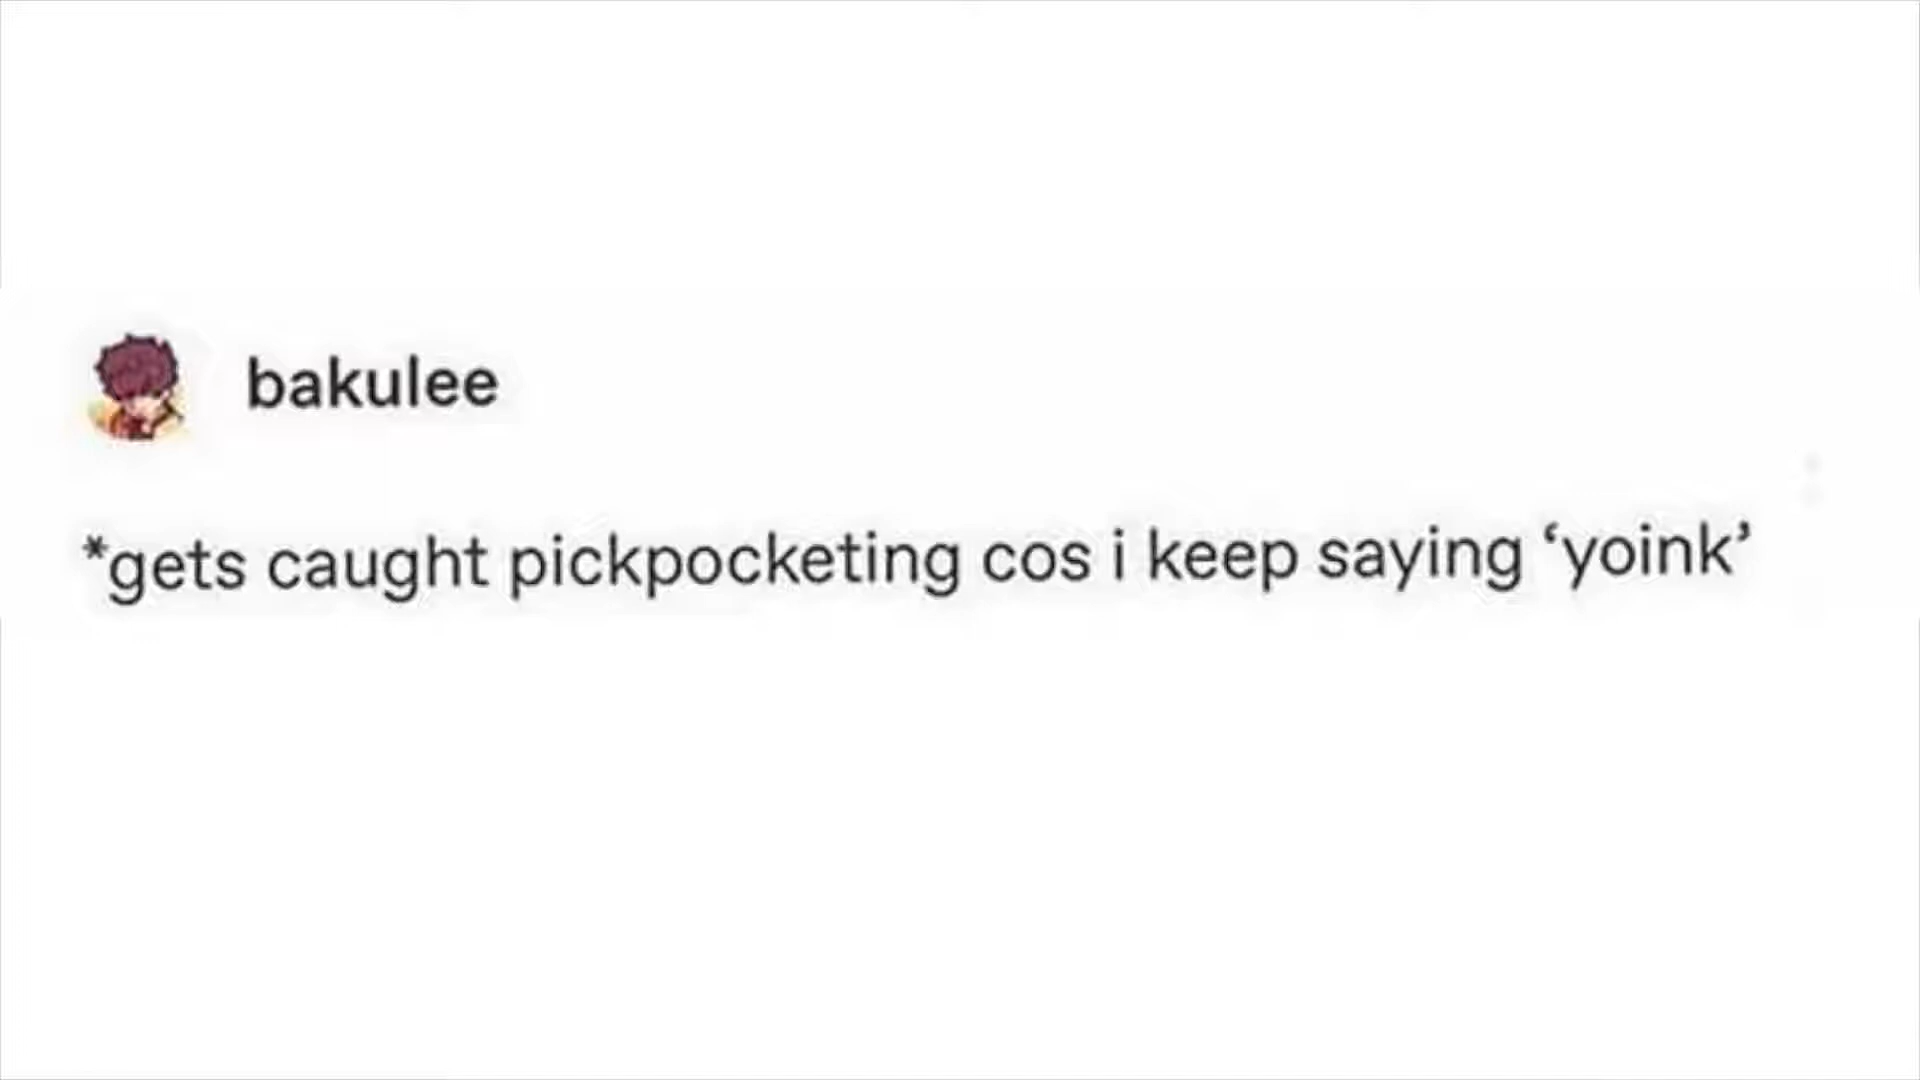 bakulee
*gets caught pickpocketing cos i keep saying ‘yoink’